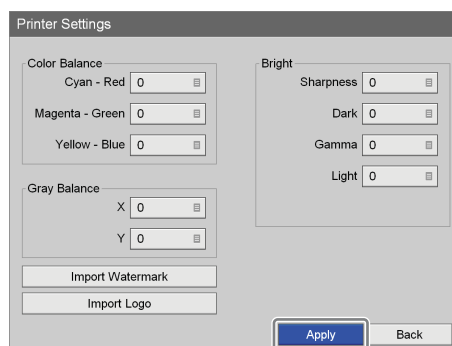 Printer Settings
Color Balance
Cyan - Red 0
Magenta - Green 0
Yellow - Blue 0
Gray Balance
X 0
Y 0
Import Watermark
Import Logo
Bright
Sharpness 0
Dark 0
Gamma 0
Light 0
Apply
Back